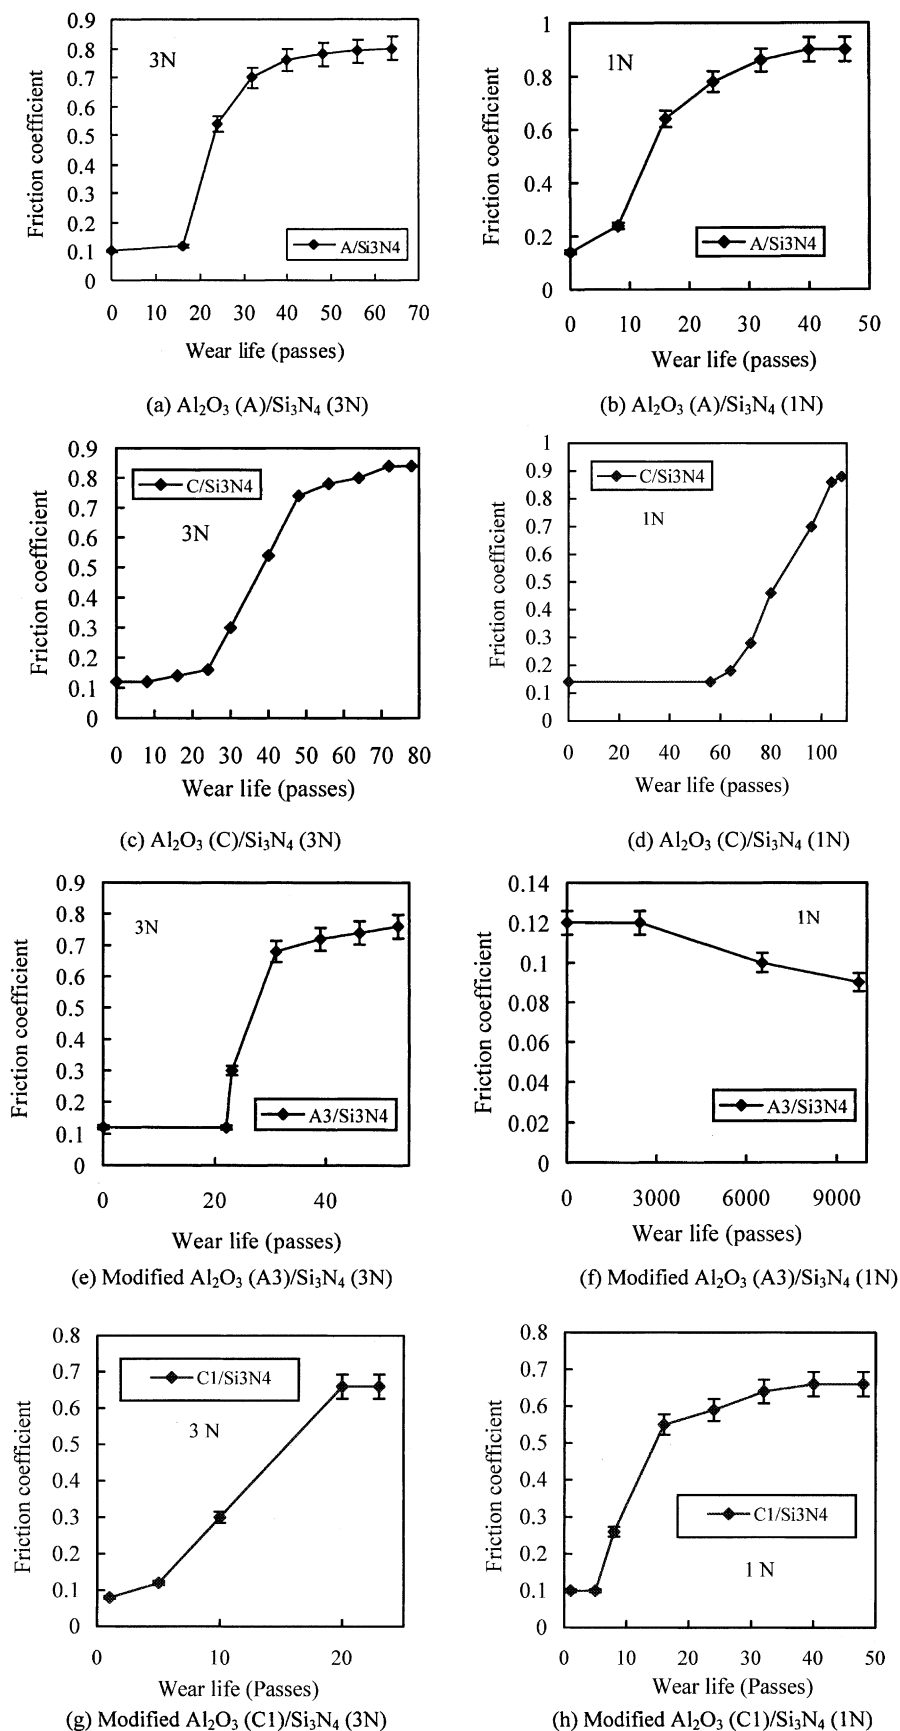 0.9
0.8
0.7
0.6
0.5
0.4
0.3
0.2
0.1
0
Friction coefficient
3N
A/Si3N4
0 10 20 30 40 50 60 70
Wear life (passes)
(a) Al₂O₃ (A)/Si₃N₄ (3N)
1
0.8
0.6
0.4
0.2
0
Friction coefficient
1N
A/Si3N4
0 10 20 30 40 50
Wear life (passes)
(b) Al₂O₃ (A)/Si₃N₄ (1N)
0.9
0.8
0.7
0.6
0.5
0.4
0.3
0.2
0.1
0
Friction coefficient
C/Si3N4
3N
0 10 20 30 40 50 60 70 80
Wear life (passes)
(c) Al₂O₃ (C)/Si₃N₄ (3N)
1
0.9
0.8
0.7
0.6
0.5
0.4
0.3
0.2
0.1
0
Friction coefficient
C/Si3N4
1N
0 20 40 60 80 100
Wear life (passes)
(d) Al₂O₃ (C)/Si₃N₄ (1N)
0.9
0.8
0.7
0.6
0.5
0.4
0.3
0.2
0.1
0
Friction coefficient
3N
A3/Si3N4
0 20 40
Wear life (passes)
(e) Modified Al₂O₃ (A3)/Si₃N₄ (3N)
0.14
0.12
0.1
0.08
0.06
0.04
0.02
0
Friction coefficient
1N
A3/Si3N4
0 3000 6000 9000
Wear life (passes)
(f) Modified Al₂O₃ (A3)/Si₃N₄ (1N)
0.8
0.7
0.6
0.5
0.4
0.3
0.2
0.1
0
Friction coefficient
C1/Si3N4
3 N
0 10 20
Wear life (Passes)
(g) Modified Al₂O₃ (C1)/Si₃N₄ (3N)
0.8
0.7
0.6
0.5
0.4
0.3
0.2
0.1
0
Friction coefficient
C1/Si3N4
1 N
0 10 20 30 40 50
Wear life (Passes)
(h) Modified Al₂O₃ (C1)/Si₃N₄ (1N)